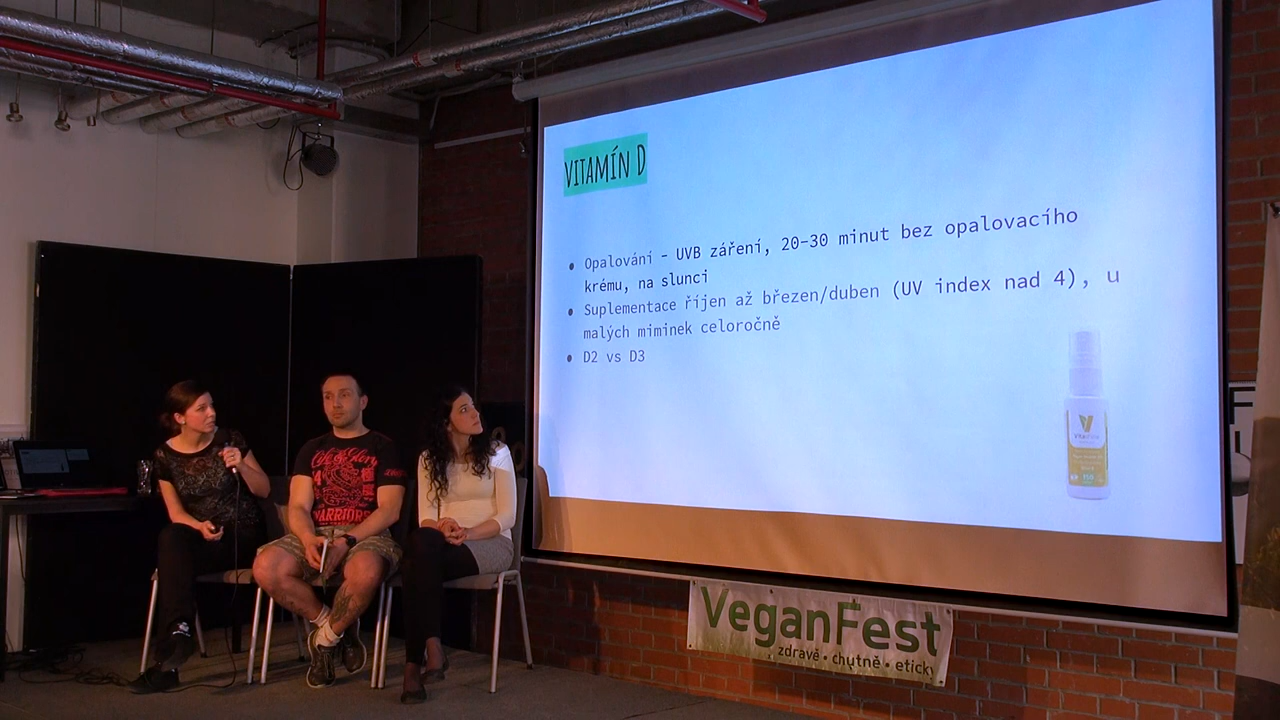 VITAMÍN D
Opalování - UVB záření, 20-30 minut bez opalovacího
krému, na slunci
Suplementace říjen až březen/duben (UV index nad 4), u
malých miminek celoročně
D2 vs D3
VeganFest
zdravě • chutně • eticky
WARRIORS